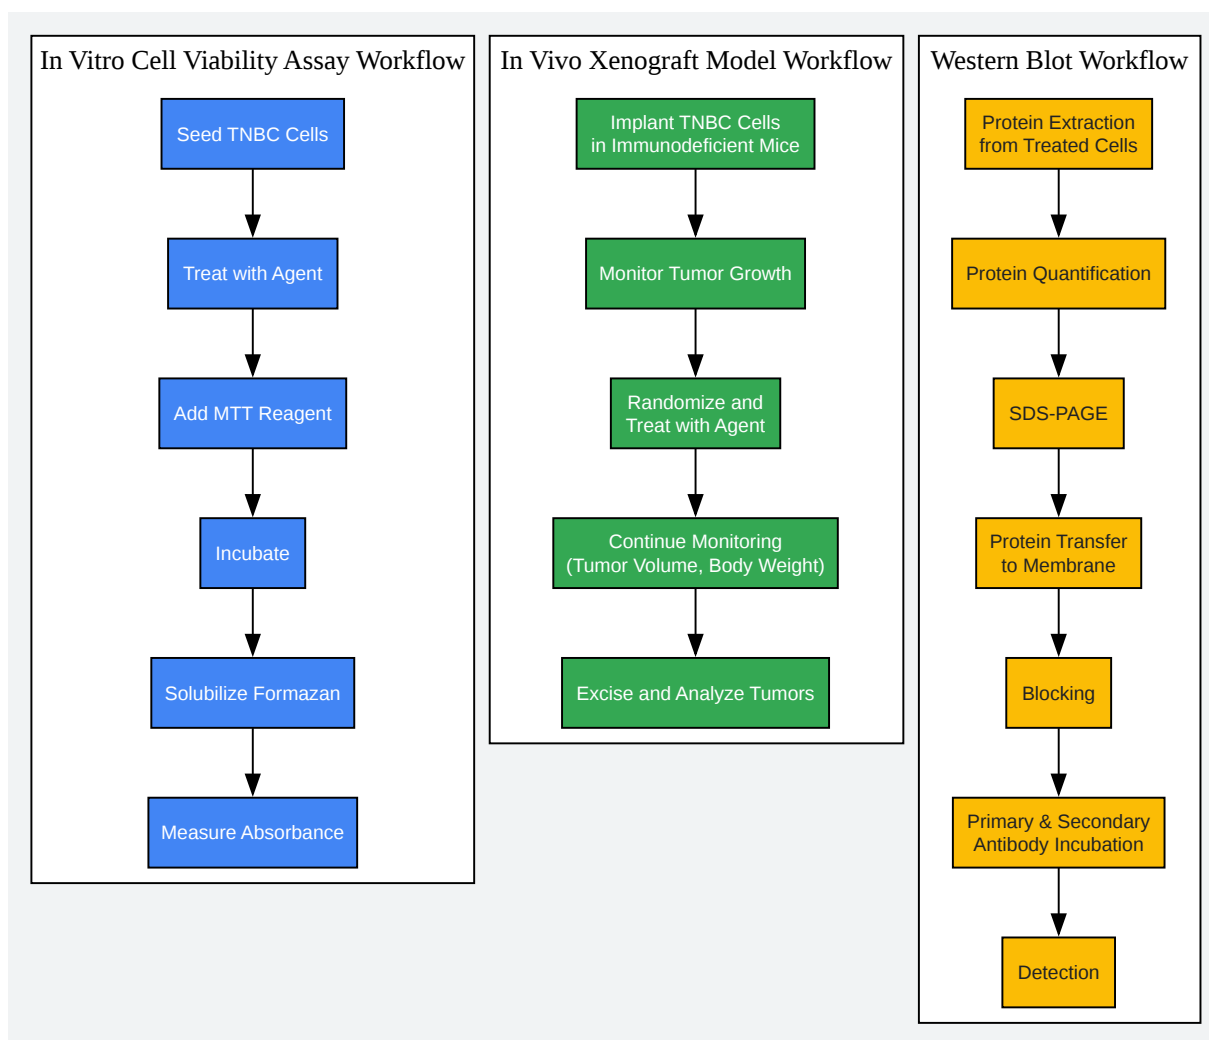 In Vitro Cell Viability Assay Workflow
Seed TNBC Cells
Treat with Agent
Add MTT Reagent
Incubate
Solubilize Formazan
Measure Absorbance
In Vivo Xenograft Model Workflow
Implant TNBC Cells
in Immunodeficient Mice
Monitor Tumor Growth
Randomize and
Treat with Agent
Continue Monitoring
(Tumor Volume, Body Weight)
Excise and Analyze Tumors
Western Blot Workflow
Protein Extraction
from Treated Cells
Protein Quantification
SDS-PAGE
Protein Transfer
to Membrane
Blocking
Primary & Secondary
Antibody Incubation
Detection